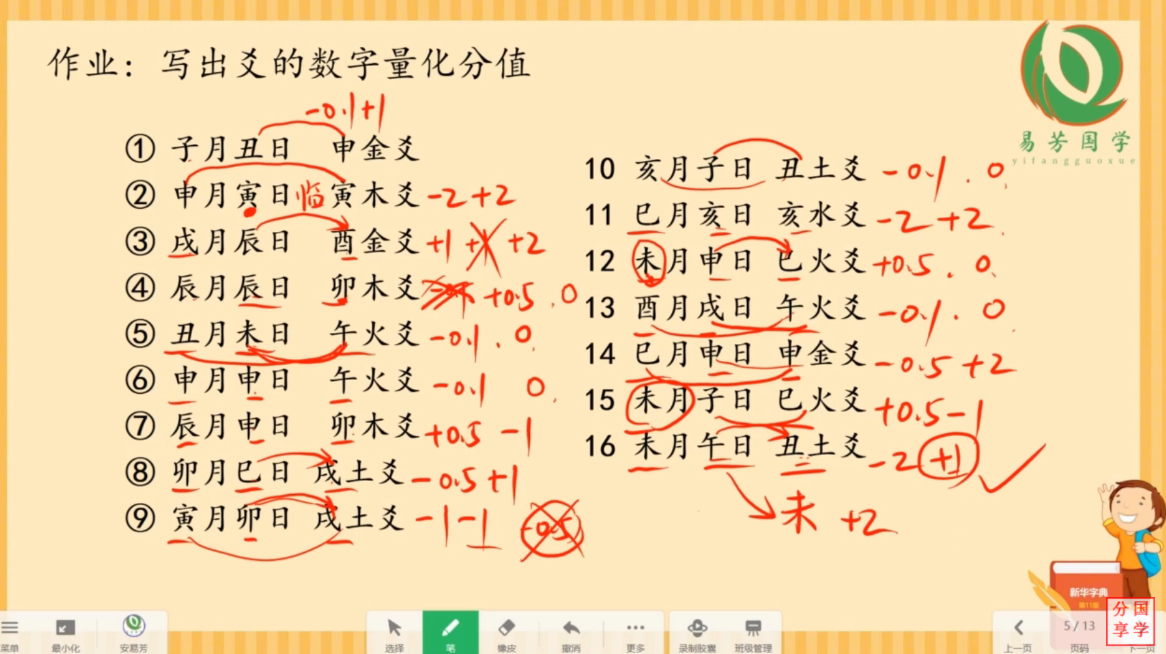 作业：写出爻的数字量化分值
易芳国学
yifangguoxue
-0.1+1
① 子月丑日 申金爻
② 申月寅日临寅木爻 -2+2
③ 戌月辰日 酉金爻 +1 +1 +2
④ 辰月辰日 卯木爻 +0.5 . 0
⑤ 丑月未日 午火爻 -0.1 . 0
⑥ 申月申日 午火爻 -0.1 0
⑦ 辰月申日 卯木爻 +0.5 -1
⑧ 卯月巳日 戌土爻 -0.5+1
⑨ 寅月卯日 戌土爻 -1-1 -0.5
10 亥月子日 丑土爻 -0.1 . 0
11 巳月亥日 亥水爻 -2 +2
12 未月申日 巳火爻 +0.5 . 0
13 酉月戌日 午火爻 -0.1 . 0
14 巳月申日 申金爻 -0.5+2
15 未月子日 巳火爻 +0.5-1
16 未月午日 丑土爻 -2 +1
未 +2
新华字典
第11版
分国
享学
菜单 最小化 安易芳 选择 笔 橡皮 撤消 更多 录制胶囊 班级管理 上一页 5/13 页码 下一页